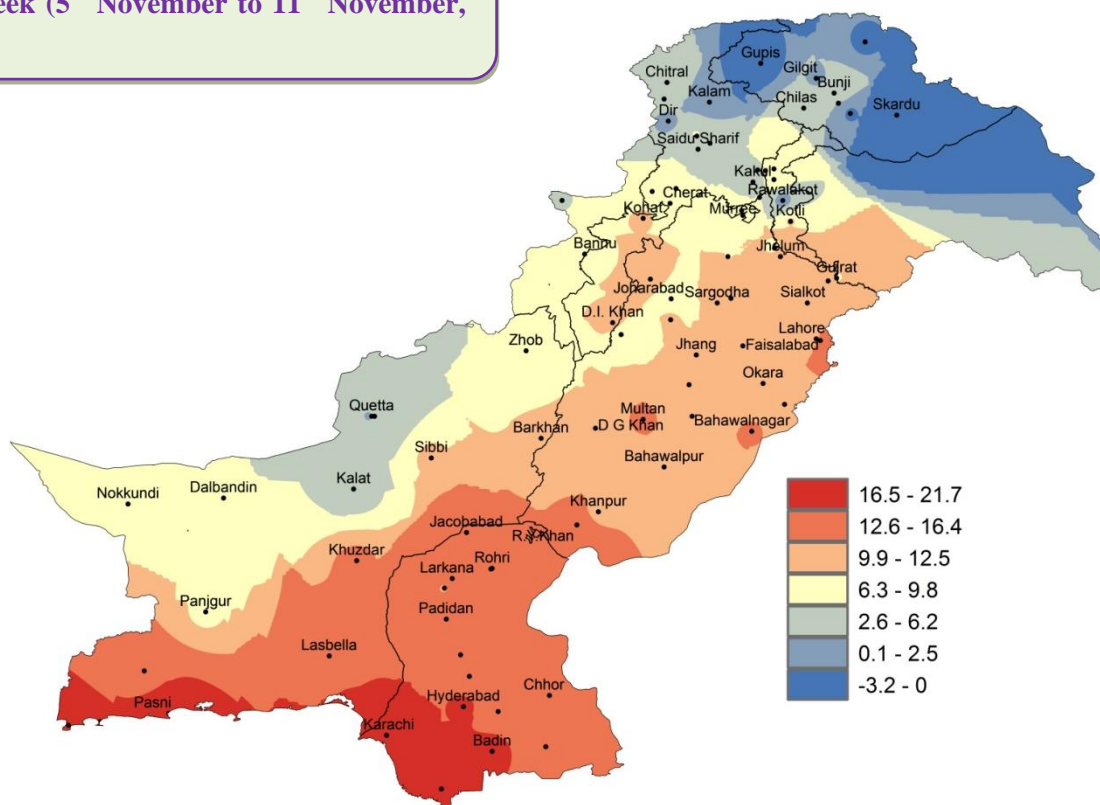 eek (5 November to 11 November,
Gupis
Gilgit
Chitral
Bunji
Kalam
Chilas
Skardu
Dir
Saidu Sharif
Kakul
Cherat
Rawalakot
Kohat
Murree
Kotli
Bannu
Jhelum
Gujrat
Joharabad
Sargodha
Sialkot
D.I. Khan
Lahore
Zhob
Jhang
Faisalabad
Okara
Quetta
Multan
Barkhan
D G Khan
Bahawalnagar
Sibbi
Bahawalpur
Kalat
Nokkundi
Dalbandin
Khanpur
Jacobabad
R.Y.Khan
Khuzdar
Rohri
Larkana
Panjgur
Padidan
Lasbella
Chhor
Hyderabad
Pasni
Karachi
Badin
16.5 - 21.7
12.6 - 16.4
9.9 - 12.5
6.3 - 9.8
2.6 - 6.2
0.1 - 2.5
-3.2 - 0